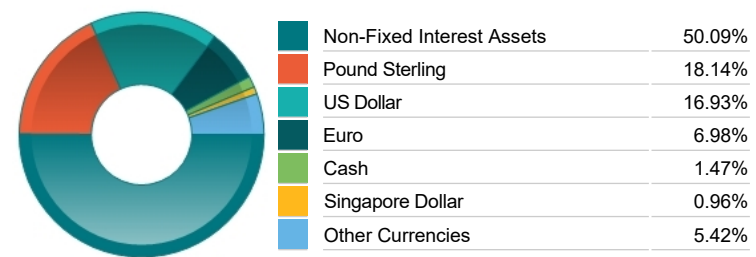 Non-Fixed Interest Assets 50.09%
Pound Sterling 18.14%
US Dollar 16.93%
Euro 6.98%
Cash 1.47%
Singapore Dollar 0.96%
Other Currencies 5.42%